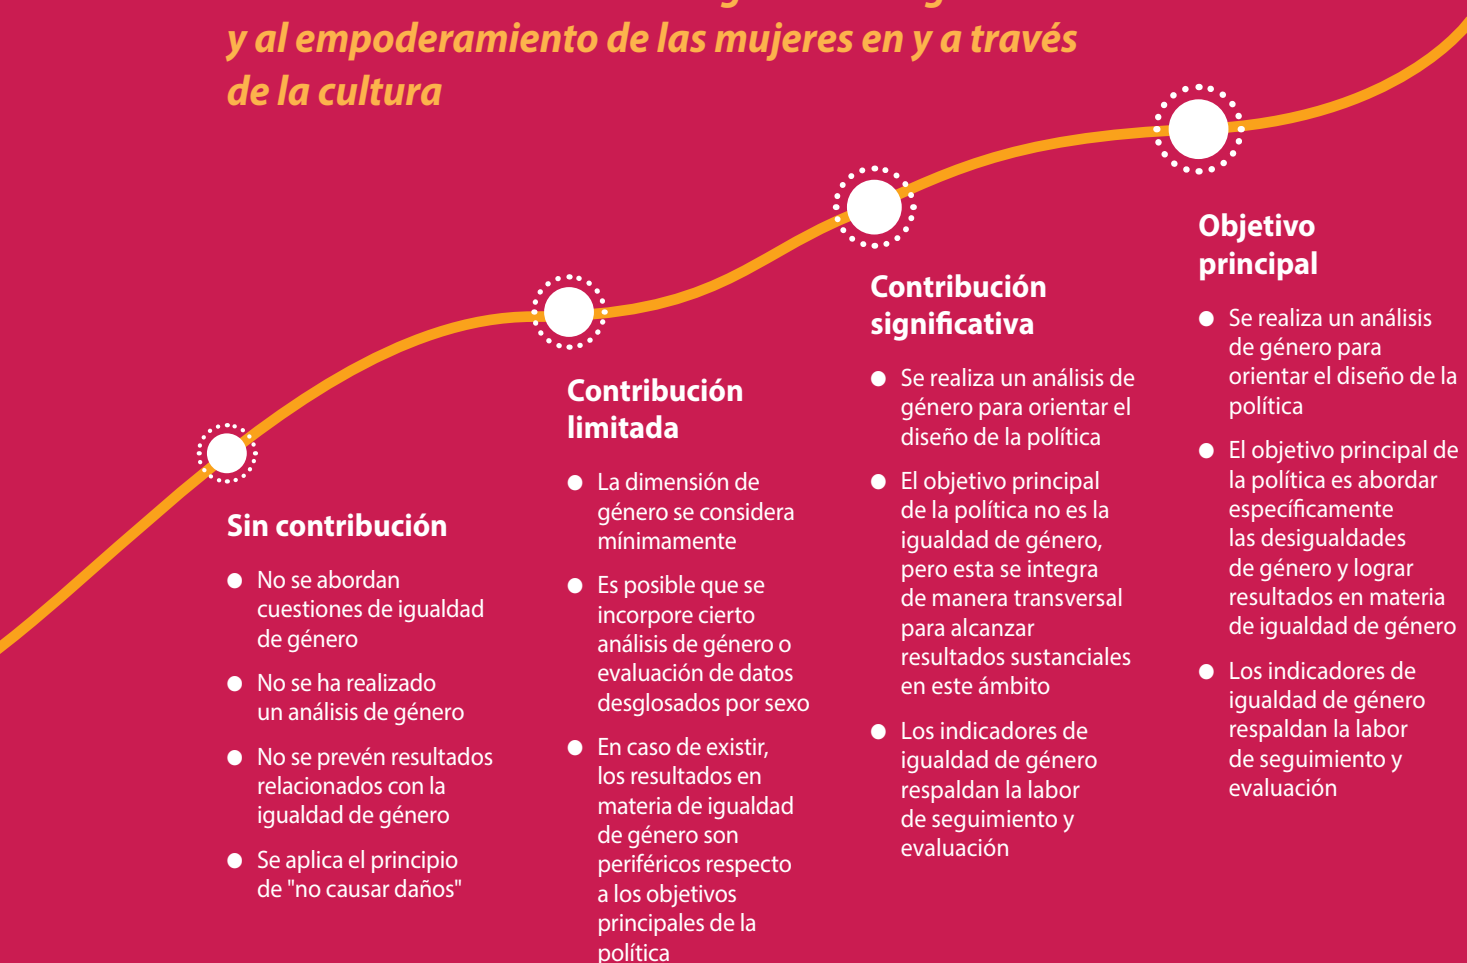 y al empoderamiento de las mujeres en y a través
de la cultura
Sin contribución
● No se abordan
cuestiones de igualdad
de género
● No se ha realizado
un análisis de género
● No se prevén resultados
relacionados con la
igualdad de género
● Se aplica el principio
de "no causar daños"
Contribución
limitada
● La dimensión de
género se considera
mínimamente
● Es posible que se
incorpore cierto
análisis de género o
evaluación de datos
desglosados por sexo
● En caso de existir,
los resultados en
materia de igualdad
de género son
periféricos respecto
a los objetivos
principales de la
política
Contribución
significativa
● Se realiza un análisis de
género para orientar el
diseño de la política
● El objetivo principal
de la política no es la
igualdad de género,
pero esta se integra
de manera transversal
para alcanzar
resultados sustanciales
en este ámbito
● Los indicadores de
igualdad de género
respaldan la labor
de seguimiento y
evaluación
Objetivo
principal
● Se realiza un análisis
de género para
orientar el diseño de la
política
● El objetivo principal de
la política es abordar
específicamente
las desigualdades
de género y lograr
resultados en materia
de igualdad de género
● Los indicadores de
igualdad de género
respaldan la labor
de seguimiento y
evaluación